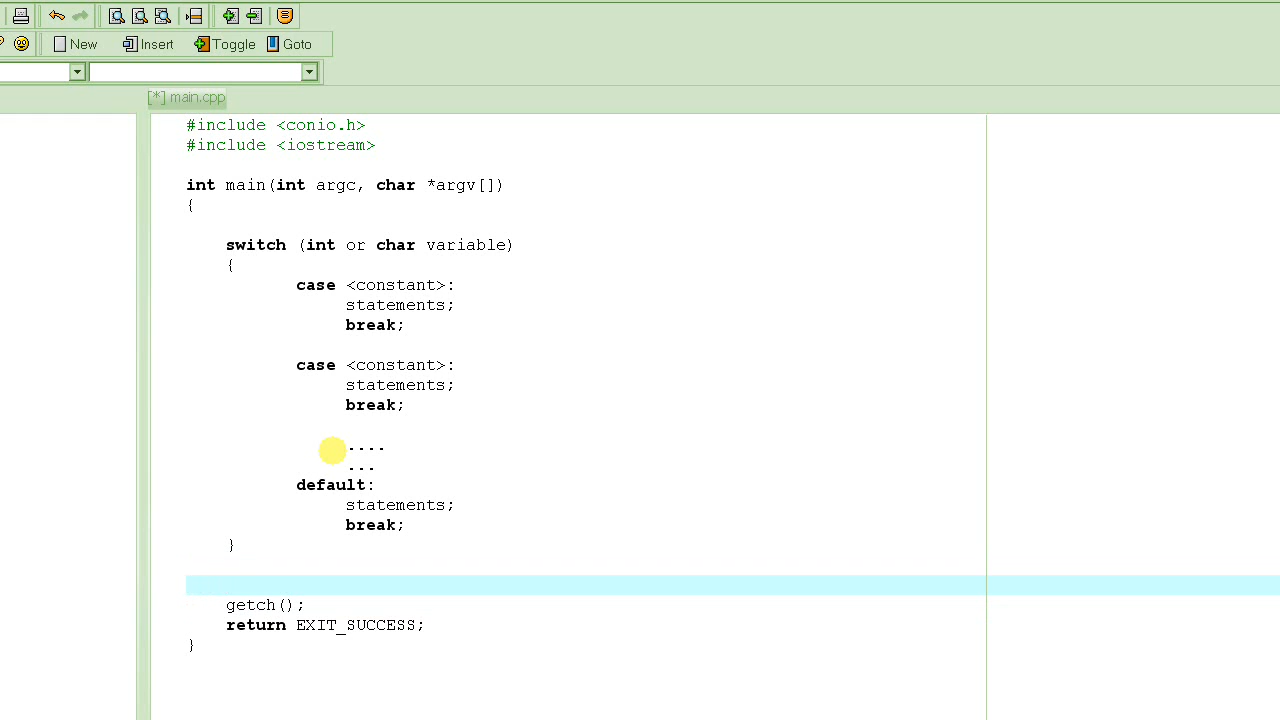 New Insert Toggle Goto
[*] main.cpp
#include <conio.h>
#include <iostream>
int main(int argc, char *argv[])
{
switch (int or char variable)
{
case <constant>:
statements;
break;
case <constant>:
statements;
break;
....
...
default:
statements;
break;
}
getch();
return EXIT_SUCCESS;
}